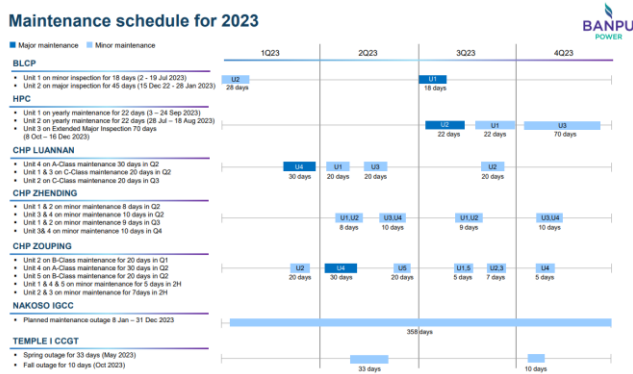 Maintenance schedule for 2023
BANPU
POWER
Major maintenance Minor maintenance
1Q23 2Q23 3Q23 4Q23
BLCP
Unit 1 on minor inspection for 18 days (2 - 19 Jul 2023)
Unit 2 on major inspection for 45 days (15 Dec 22 - 28 Jan 2023)
U2 U1
28 days 18 days
HPC
Unit 1 on yearly maintenance for 22 days (3 – 24 Sep 2023)
Unit 2 on yearly maintenance for 22 days (28 Jul – 18 Aug 2023)
Unit 3 on Extended Major Inspection 70 days
(8 Oct – 16 Dec 2023)
U2 U1 U3
22 days 22 days 70 days
CHP LUANNAN
Unit 4 on A-Class maintenance 30 days in Q2
Unit 1 & 3 on C-Class maintenance 20 days in Q2
Unit 2 on C-Class maintenance 20 days in Q3
U4 U1 U3 U2
30 days 20 days 20 days 20 days
CHP ZHENDING
Unit 1 & 2 on minor maintenance 8 days in Q2
Unit 3 & 4 on minor maintenance 10 days in Q2
Unit 1 & 2 on minor maintenance 9 days in Q3
Unit 3& 4 on minor maintenance 10 days in Q4
U1,U2 U3,U4 U1,U2 U3,U4
8 days 10 days 9 days 10 days
CHP ZOUPING
Unit 2 on B-Class maintenance for 20 days in Q1
Unit 4 on A-Class maintenance for 30 days in Q2
Unit 5 on B-Class maintenance for 20 days in Q2
Unit 1 & 4 & 5 on minor maintenance for 5 days in 2H
Unit 2 & 3 on minor maintenance for 7days in 2H
U2 U4 U5 U1,5 U2,3 U4
20 days 30 days 20 days 5 days 7 days 5 days
NAKOSO IGCC
Planned maintenance outage 8 Jan – 31 Dec 2023
358 days
TEMPLE I CCGT
Spring outage for 33 days (May 2023)
Fall outage for 10 days (Oct 2023)
33 days 10 days